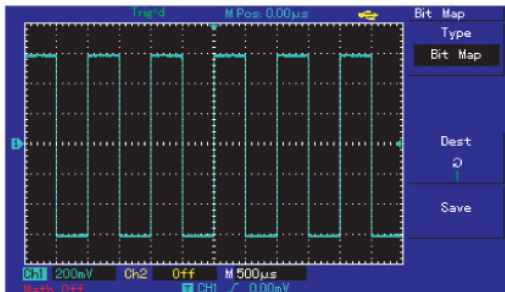 Trig'd M Pos: 0.00μs Bit Map
Type
Bit Map
1
Dest
1
Save
Ch1 200mV Ch2 Off M 500μs
Math Off T CH1 0.00mV